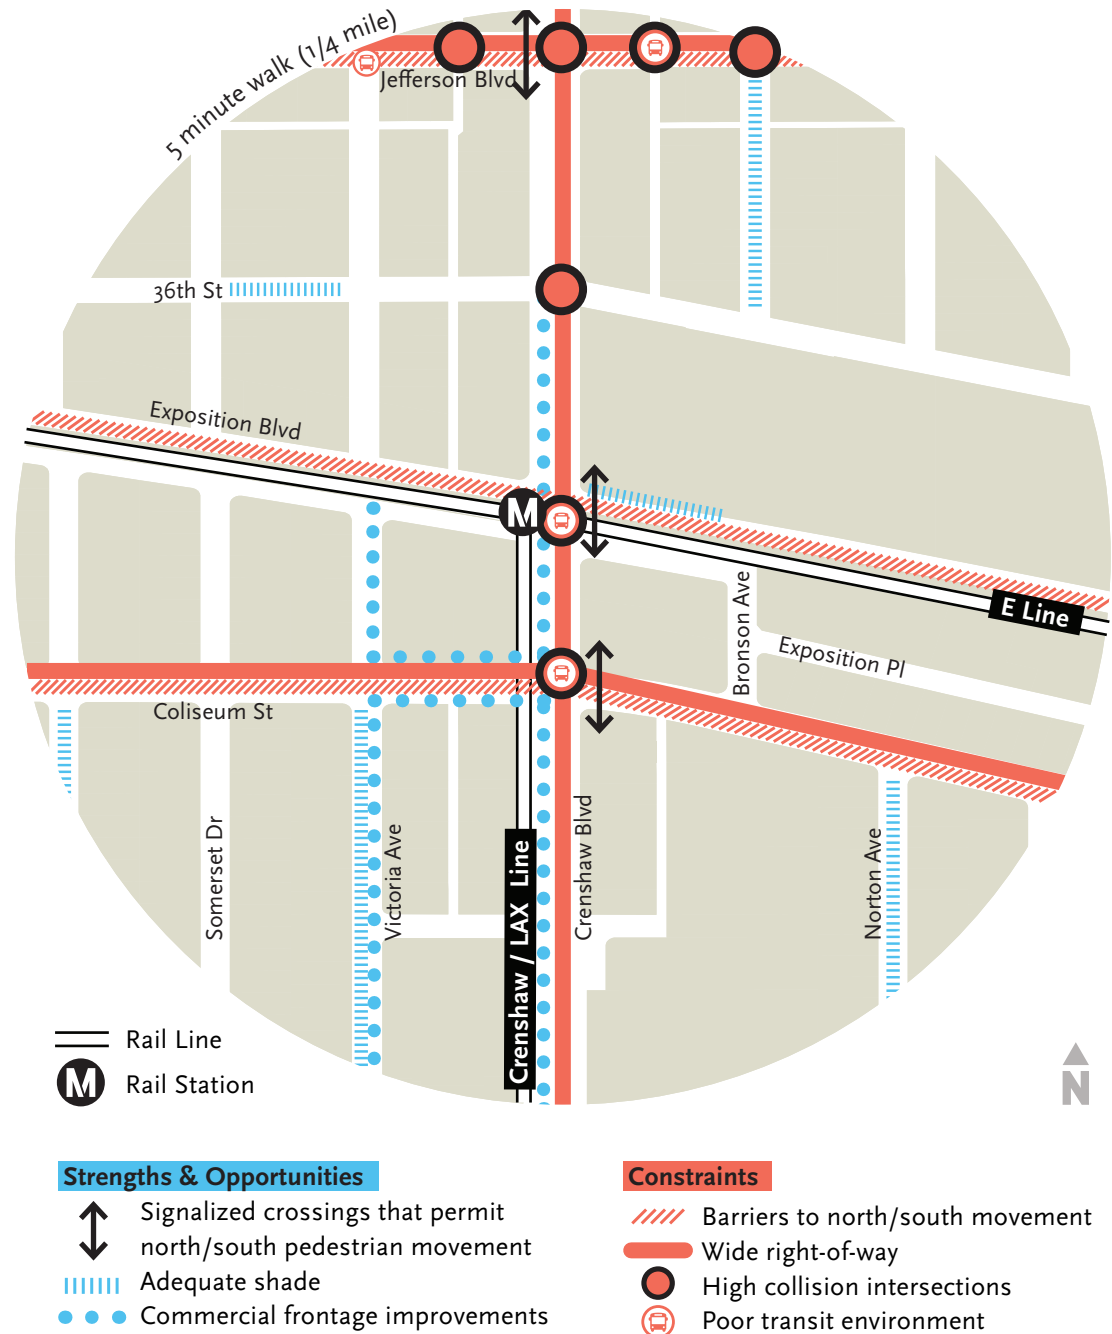 5 minute walk (1/4 mile)
Jefferson Blvd
36th St
Exposition Blvd
M
E Line
Bronson Ave
Exposition Pl
Coliseum St
Somerset Dr
Victoria Ave
Crenshaw / LAX Line
Crenshaw Blvd
Norton Ave
Rail Line
M Rail Station
N
Strengths & Opportunities
Signalized crossings that permit
north/south pedestrian movement
Adequate shade
Commercial frontage improvements
Constraints
Barriers to north/south movement
Wide right-of-way
High collision intersections
Poor transit environment